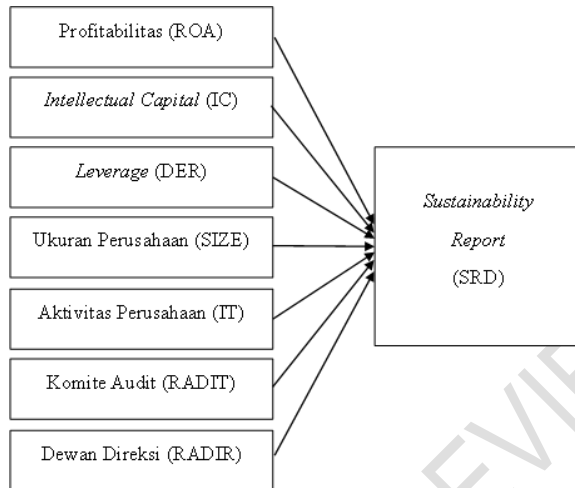 Profitabilitas (ROA)
Intellectual Capital (IC)
Leverage (DER)
Ukuran Perusahaan (SIZE)
Aktivitas Perusahaan (IT)
Komite Audit (RADIT)
Dewan Direksi (RADIR)
Sustainability
Report
(SRD)